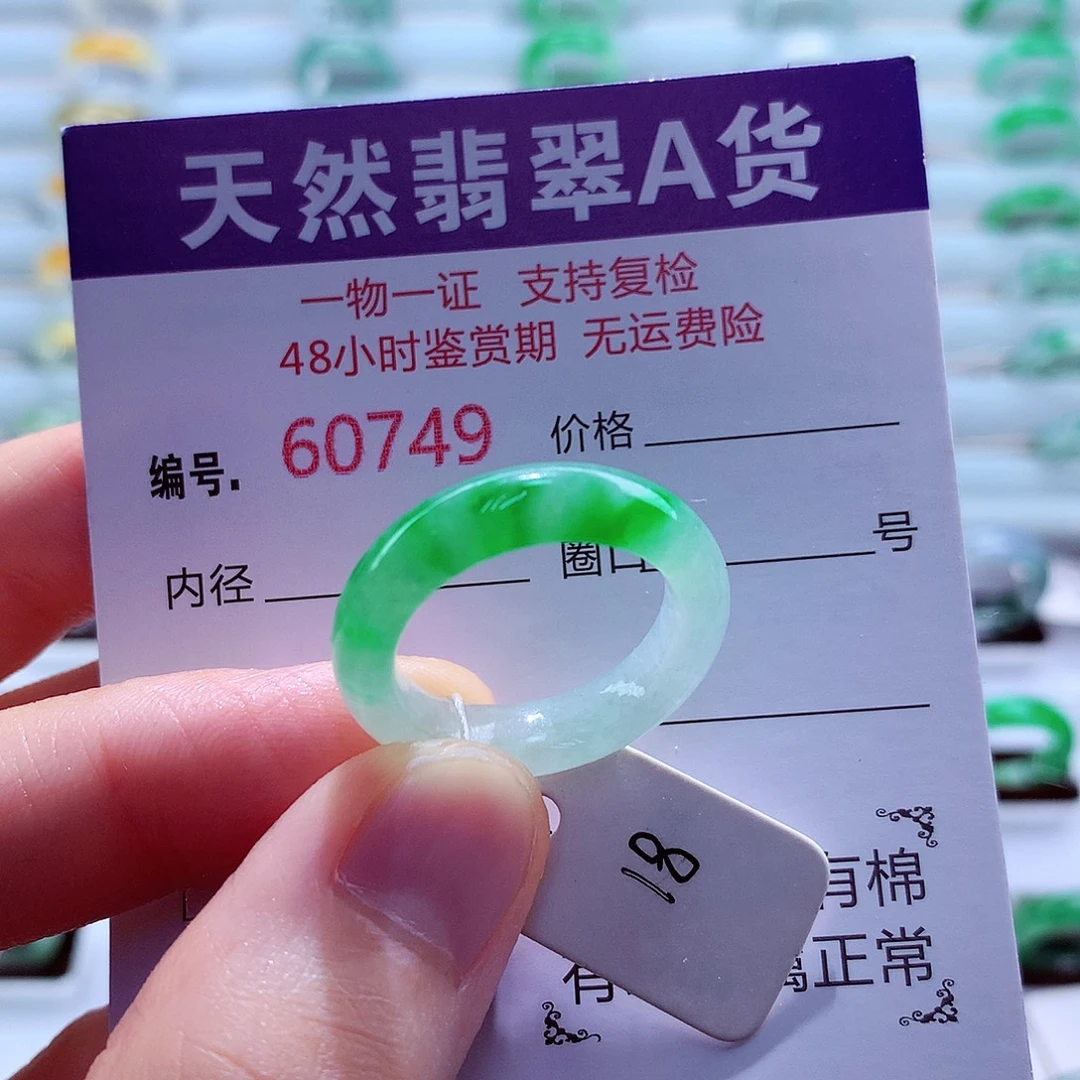 天然翡翠A货
一物一证 支持复检
48小时鉴赏期 无运费险
编号. 60749 价格
内径 圈口 号
18
有棉
有 正常